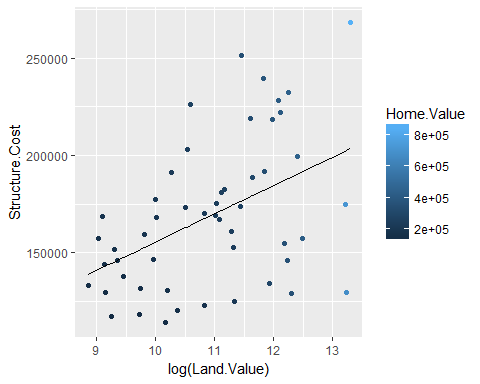 Structure.Cost
250000
200000
150000
9 10 11 12 13
log(Land.Value)
Home.Value
8e+05
6e+05
4e+05
2e+05